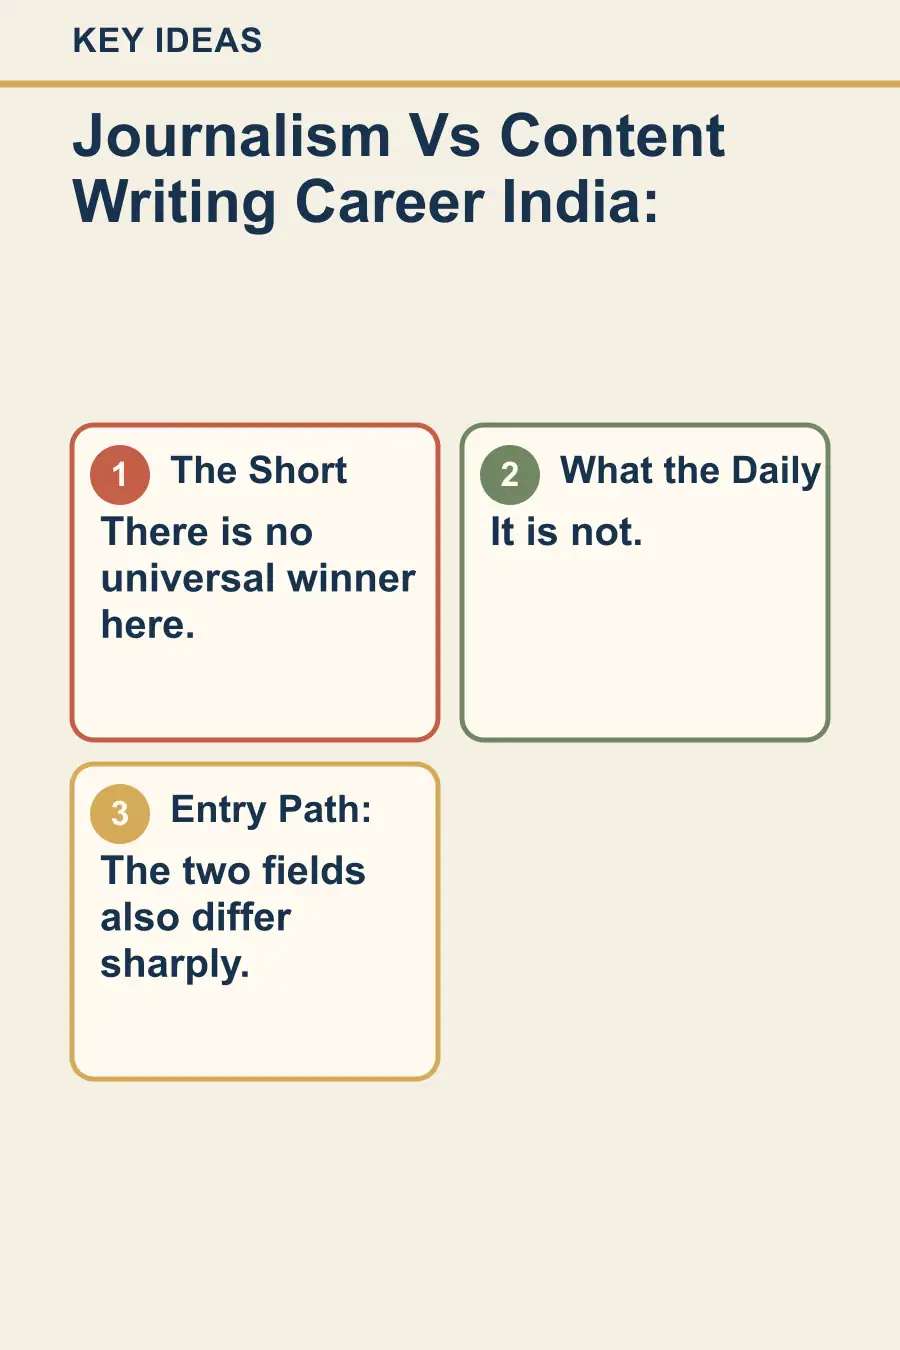 KEY IDEAS
Journalism Vs Content
Writing Career India:
1 The Short
There is no
universal winner
here.
2 What the Daily
It is not.
3 Entry Path:
The two fields
also differ
sharply.